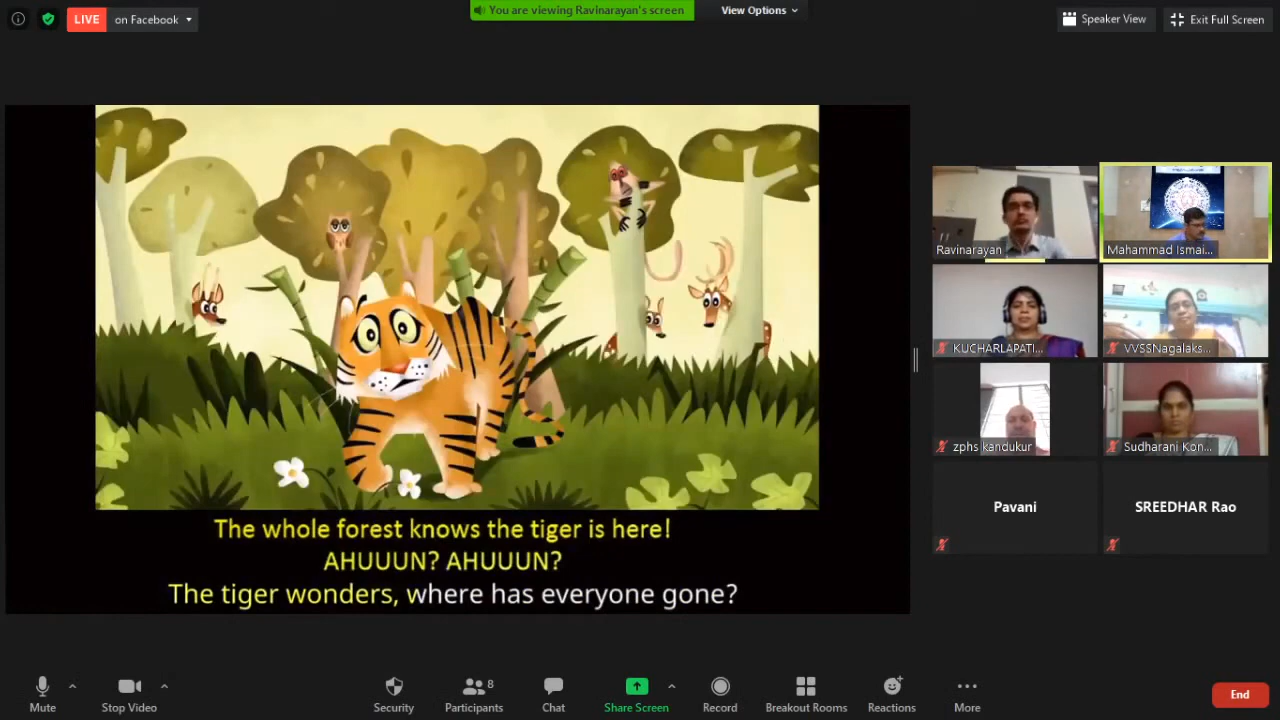 LIVE on Facebook
You are viewing Ravinarayan's screen
View Options
Speaker View
Exit Full Screen
The whole forest knows the tiger is here!
AHUUUN? AHUUUN?
The tiger wonders, where has everyone gone?
Ravinarayan
Mahammad Ismai...
KUCHARLAPATI...
VVSSNagalaks...
zphs kandukur
Sudharani Kon...
Pavani
SREEDHAR Rao
Mute
Stop Video
Security
Participants 8
Chat
Share Screen
Record
Breakout Rooms
Reactions
More
End